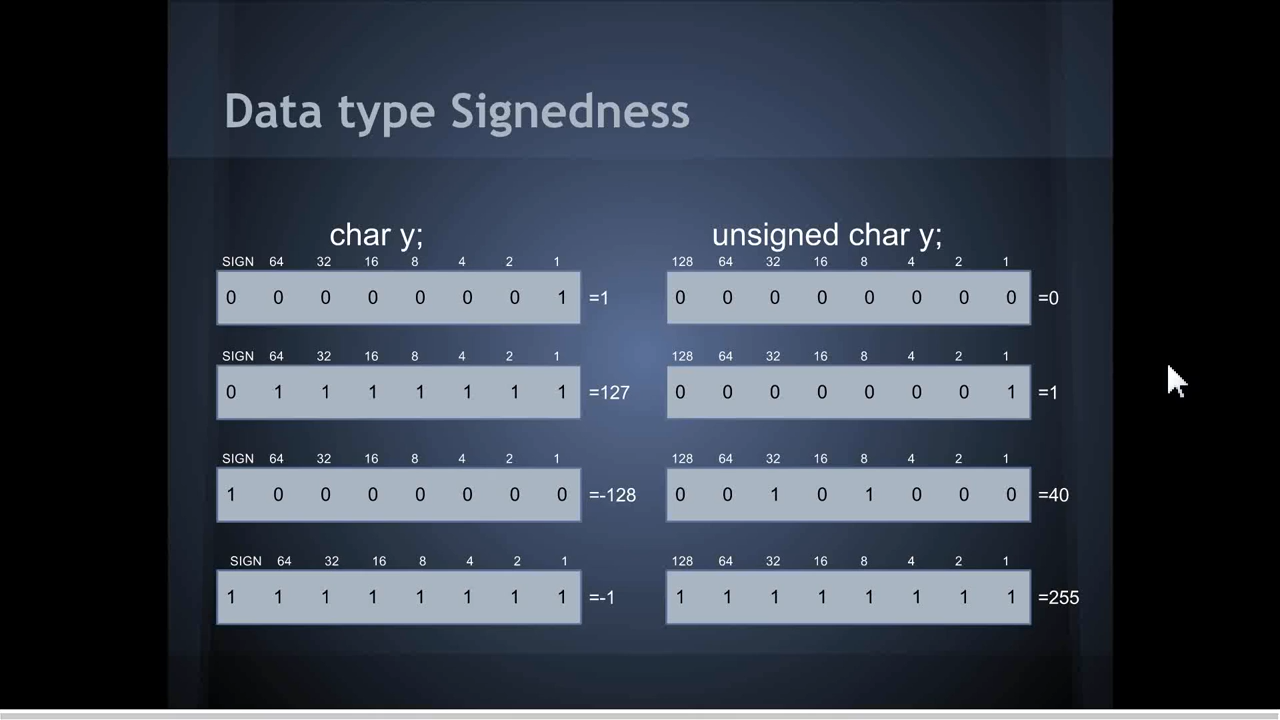 Data type Signedness
char y;
SIGN 64 32 16 8 4 2 1
0 0 0 0 0 0 0 1 =1
SIGN 64 32 16 8 4 2 1
0 1 1 1 1 1 1 1 =127
SIGN 64 32 16 8 4 2 1
1 0 0 0 0 0 0 0 =-128
SIGN 64 32 16 8 4 2 1
1 1 1 1 1 1 1 1 =-1
unsigned char y;
128 64 32 16 8 4 2 1
0 0 0 0 0 0 0 0 =0
128 64 32 16 8 4 2 1
0 0 0 0 0 0 0 1 =1
128 64 32 16 8 4 2 1
0 0 1 0 1 0 0 0 =40
128 64 32 16 8 4 2 1
1 1 1 1 1 1 1 1 =255